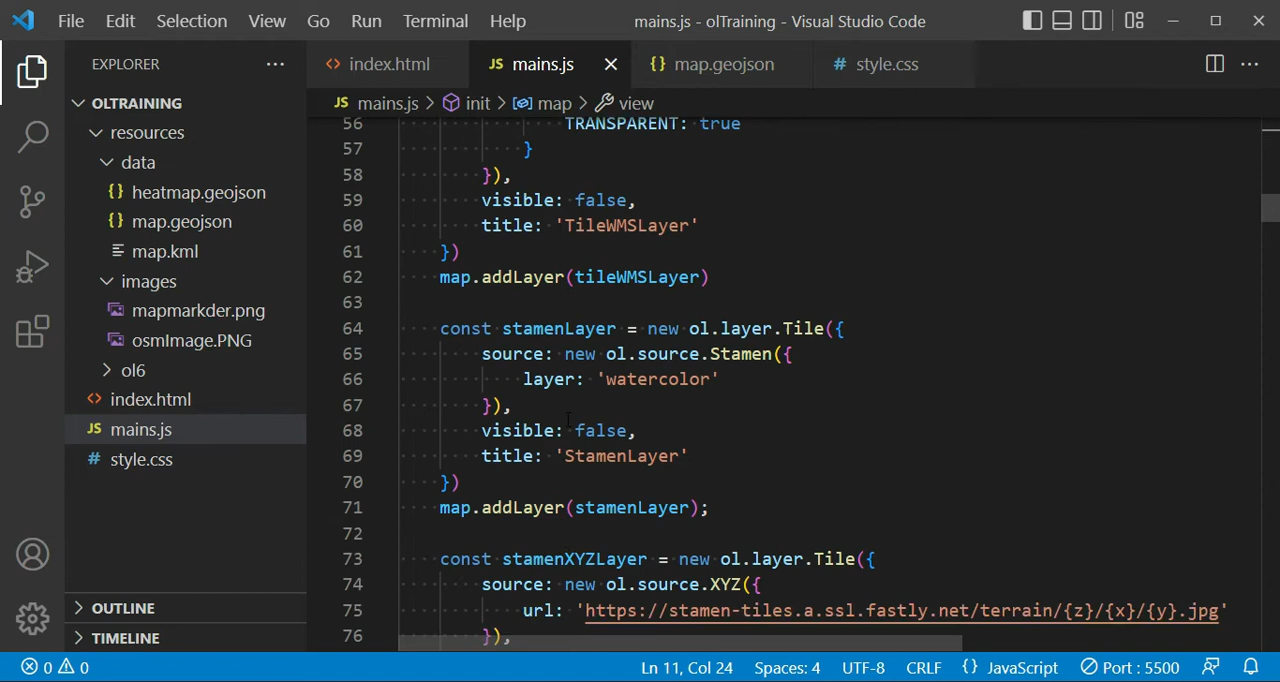 File Edit Selection View Go Run Terminal Help mains.js - olTraining - Visual Studio Code
EXPLORER ...
OLTRAINING
resources
data
{} heatmap.geojson
{} map.geojson
map.kml
images
mapmarkder.png
osmImage.PNG
ol6
<> index.html
JS mains.js
# style.css
OUTLINE
TIMELINE
<> index.html JS mains.js {} map.geojson # style.css ...
JS mains.js > init > map > view
56 TRANSPARENT: true
57 }
58 }),
59 visible: false,
60 title: 'TileWMSLayer'
61 })
62 map.addLayer(tileWMSLayer)
63
64 const stamenLayer = new ol.layer.Tile({
65 source: new ol.source.Stamen({
66 layer: 'watercolor'
67 }),
68 visible: false,
69 title: 'StamenLayer'
70 })
71 map.addLayer(stamenLayer);
72
73 const stamenXYZLayer = new ol.layer.Tile({
74 source: new ol.source.XYZ({
75 url: 'https://stamen-tiles.a.ssl.fastly.net/terrain/{z}/{x}/{y}.jpg'
76 }),
0 0 Ln 11, Col 24 Spaces: 4 UTF-8 CRLF {} JavaScript Port : 5500